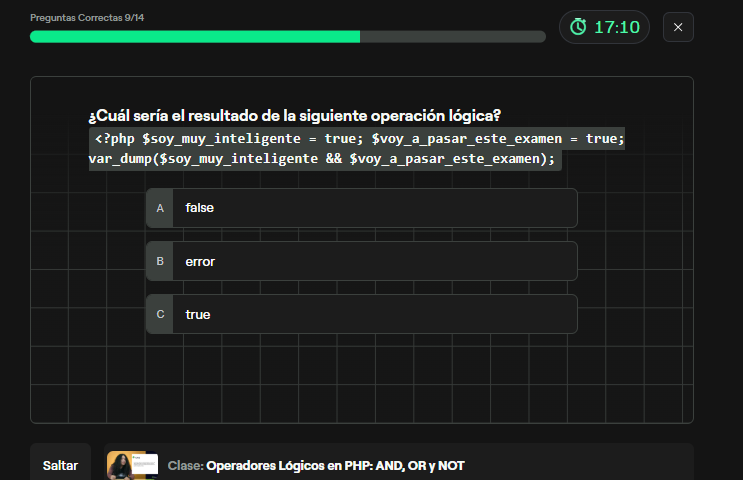 Preguntas Correctas 9/14
17:10
¿Cuál sería el resultado de la siguiente operación lógica?
<?php $soy_muy_inteligente = true; $voy_a_pasar_este_examen = true;
var_dump($soy_muy_inteligente && $voy_a_pasar_este_examen);
A false
B error
C true
Saltar
Clase: Operadores Lógicos en PHP: AND, OR y NOT